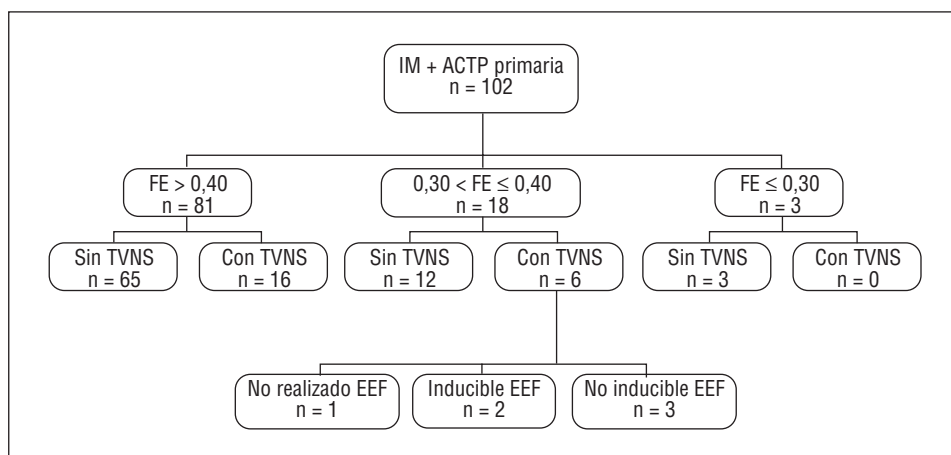 IM + ACTP primaria
n = 102
FE > 0,40
n = 81
0,30 < FE ≤ 0,40
n = 18
FE ≤ 0,30
n = 3
Sin TVNS
n = 65
Con TVNS
n = 16
Sin TVNS
n = 12
Con TVNS
n = 6
Sin TVNS
n = 3
Con TVNS
n = 0
No realizado EEF
n = 1
Inducible EEF
n = 2
No inducible EEF
n = 3